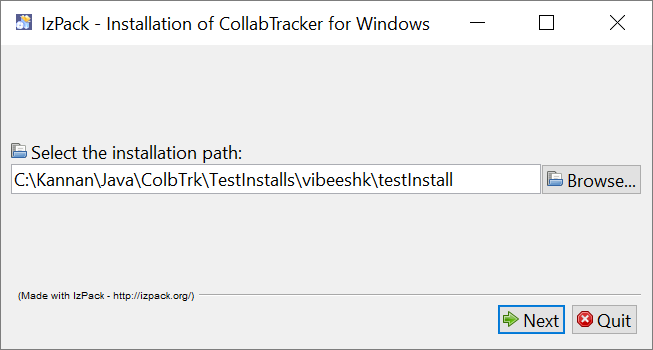 IzPack - Installation of CollabTracker for Windows
Select the installation path:
C:\Kannan\Java\ColbTrk\TestInstalls\vibeeshk\testInstall
Browse...
(Made with IzPack - http://izpack.org/)
Next
Quit